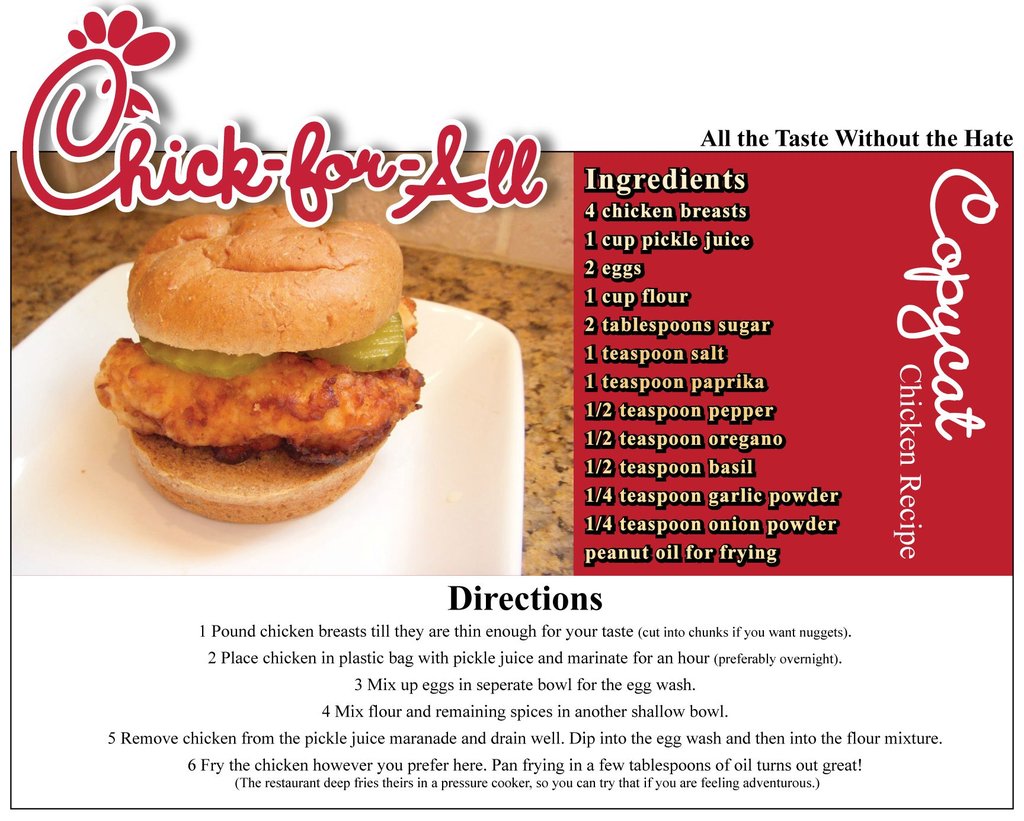 Chick-for-All
All the Taste Without the Hate
Ingredients
4 chicken breasts
1 cup pickle juice
2 eggs
1 cup flour
2 tablespoons sugar
1 teaspoon salt
1 teaspoon paprika
1/2 teaspoon pepper
1/2 teaspoon oregano
1/2 teaspoon basil
1/4 teaspoon garlic powder
1/4 teaspoon onion powder
peanut oil for frying
Copycat
Chicken Recipe
Directions
1 Pound chicken breasts till they are thin enough for your taste (cut into chunks if you want nuggets).
2 Place chicken in plastic bag with pickle juice and marinate for an hour (preferably overnight).
3 Mix up eggs in seperate bowl for the egg wash.
4 Mix flour and remaining spices in another shallow bowl.
5 Remove chicken from the pickle juice maranade and drain well. Dip into the egg wash and then into the flour mixture.
6 Fry the chicken however you prefer here. Pan frying in a few tablespoons of oil turns out great!
(The restaurant deep fries theirs in a pressure cooker, so you can try that if you are feeling adventurous.)